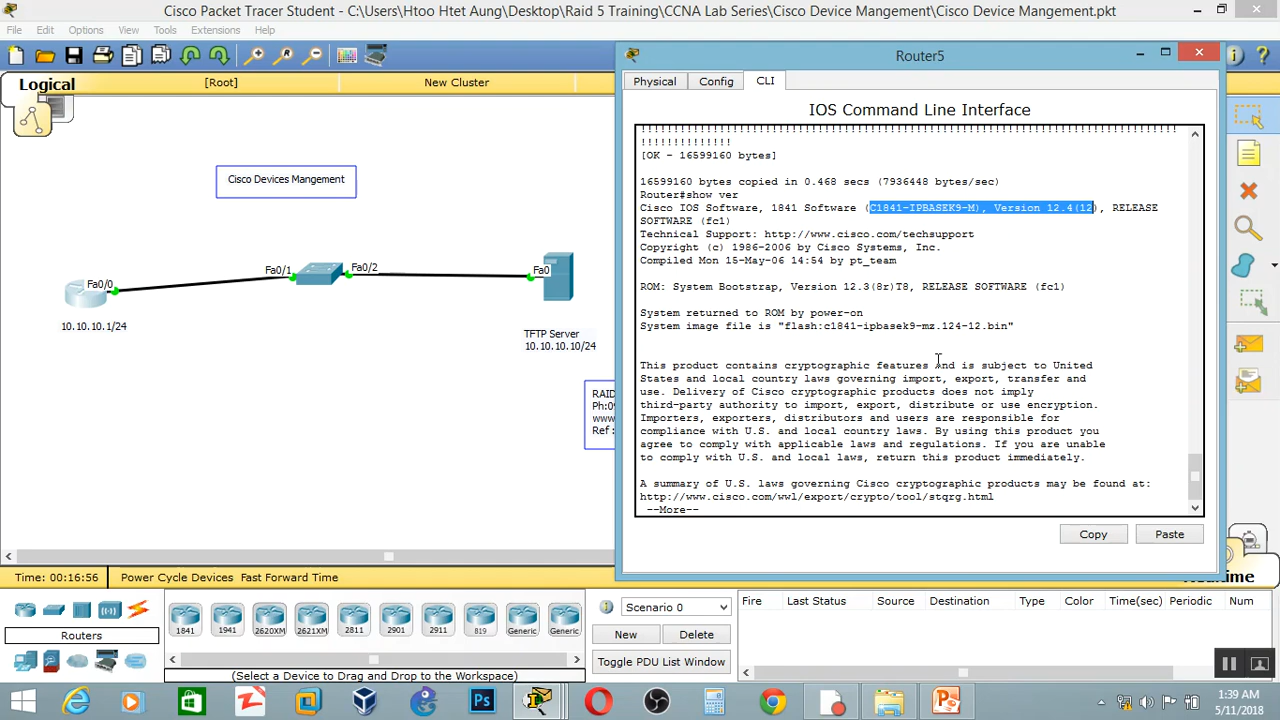 Cisco Packet Tracer Student - C:\Users\Htoo Htet Aung\Desktop\Raid 5 Training\CCNA Lab Series\Cisco Device Mangement\Cisco Device Mangement.pkt
File Edit Options View Tools Extensions Help
Logical [Root] New Cluster
Cisco Devices Mangement
Fa0/0
Fa0/1
Fa0/2
Fa0
10.10.10.1/24
TFTP Server
10.10.10.10/24
RAID
Ph:09
www
Ref :
Router5
Physical Config CLI
IOS Command Line Interface
!!!!!!!!!!!!!!
[OK - 16599160 bytes]
16599160 bytes copied in 0.468 secs (7936448 bytes/sec)
Router#show ver
Cisco IOS Software, 1841 Software (C1841-IPBASEK9-M), Version 12.4(12), RELEASE
SOFTWARE (fc1)
Technical Support: http://www.cisco.com/techsupport
Copyright (c) 1986-2006 by Cisco Systems, Inc.
Compiled Mon 15-May-06 14:54 by pt_team
ROM: System Bootstrap, Version 12.3(8r)T8, RELEASE SOFTWARE (fc1)
System returned to ROM by power-on
System image file is "flash:c1841-ipbasek9-mz.124-12.bin"
This product contains cryptographic features and is subject to United
States and local country laws governing import, export, transfer and
use. Delivery of Cisco cryptographic products does not imply
third-party authority to import, export, distribute or use encryption.
Importers, exporters, distributors and users are responsible for
compliance with U.S. and local country laws. By using this product you
agree to comply with applicable laws and regulations. If you are unable
to comply with U.S. and local laws, return this product immediately.
A summary of U.S. laws governing Cisco cryptographic products may be found at:
http://www.cisco.com/wwl/export/crypto/tool/stqrg.html
--More--
Copy Paste
Time: 00:16:56 Power Cycle Devices Fast Forward Time
Routers
1841 1941 2620XM 2621XM 2811 2901 2911 819 Generic Generic
(Select a Device to Drag and Drop to the Workspace)
Scenario 0
New Delete
Toggle PDU List Window
Fire Last Status Source Destination Type Color Time(sec) Periodic Num
1:39 AM
5/11/2018